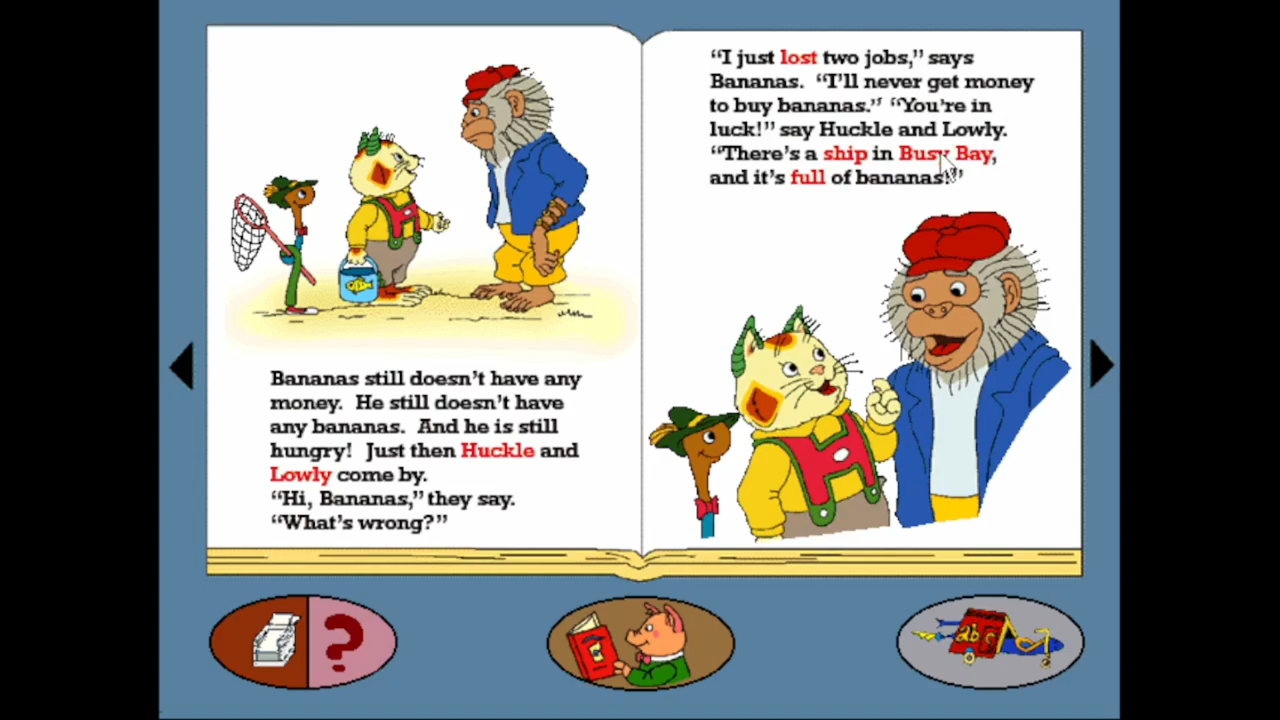 Bananas still doesn't have any
money. He still doesn't have
any bananas. And he is still
hungry! Just then Huckle and
Lowly come by.
“Hi, Bananas,” they say.
“What's wrong?”
“I just lost two jobs,” says
Bananas. “I'll never get money
to buy bananas.” “You're in
luck!” say Huckle and Lowly.
“There's a ship in Busy Bay,
and it's full of bananas!”
?
abc